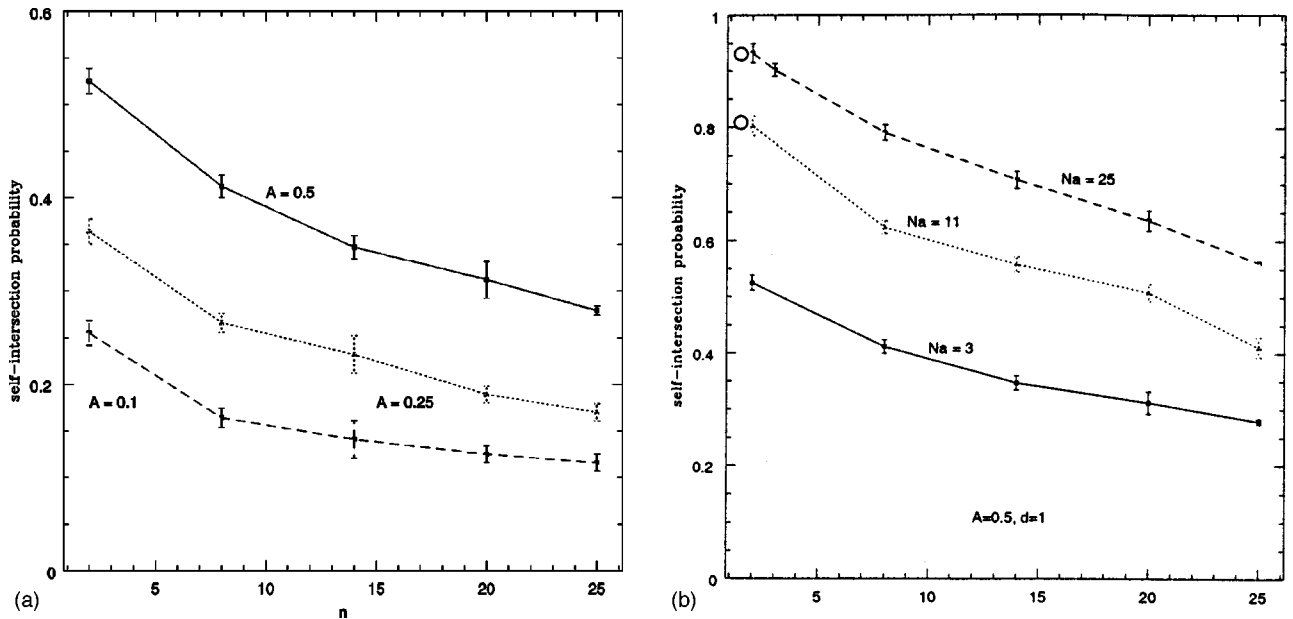 0.6
0.4
0.2
0
self-intersection probability
A = 0.5
A = 0.1
A = 0.25
5
10
15
20
25
n
(a)
1
0.8
0.6
0.4
0.2
0
self-intersection probability
Na = 25
Na = 11
Na = 3
A=0.5, d=1
5
10
15
20
25
(b)